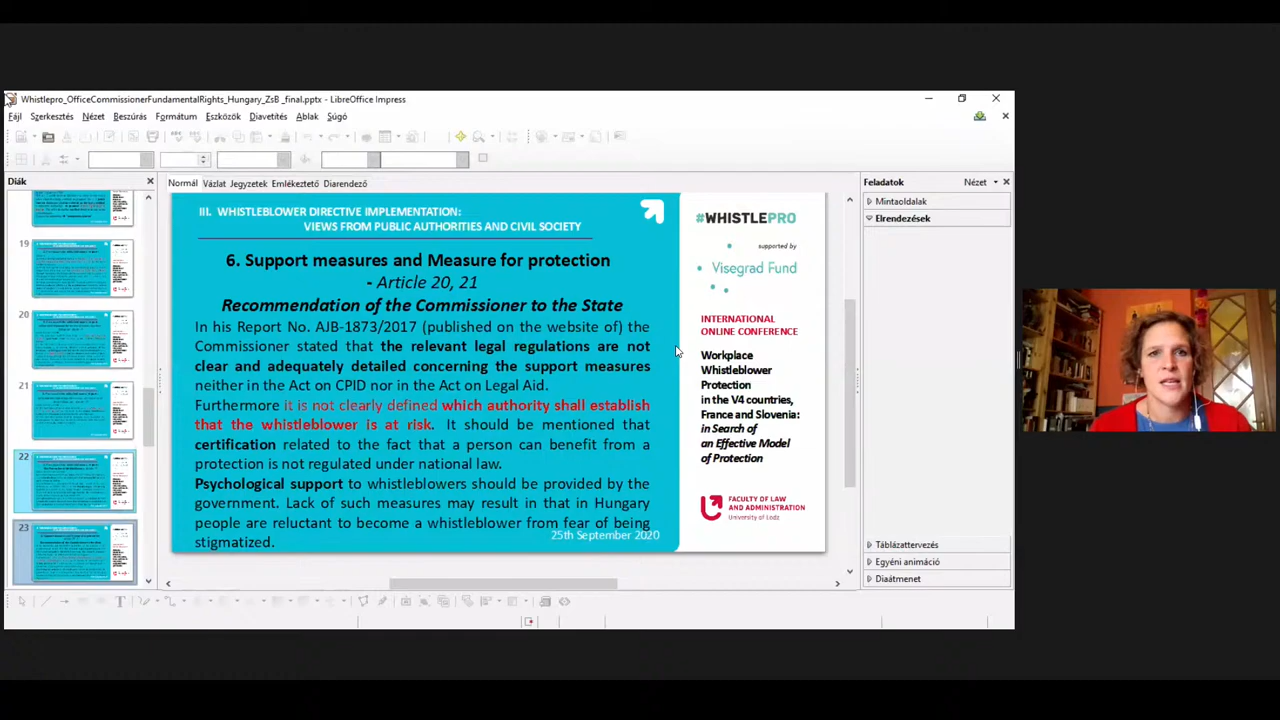 Whistlepro_OfficeCommissionerFundamentalRights_Hungary_ZsB _final.pptx - LibreOffice Impress
Fájl Szerkesztés Nézet Beszúrás Formátum Eszközök Diavetítés Ablak Súgó
Diák
Normál Vázlat Jegyzetek Emlékeztető Diarendező
Feladatok Nézet
Mintaoldalak
Elrendezések
19
20
21
22
23
III. WHISTLEBLOWER DIRECTIVE IMPLEMENTATION:
VIEWS FROM PUBLIC AUTHORITIES AND CIVIL SOCIETY
6. Support measures and Measure for protection
- Article 20, 21
Recommendation of the Commissioner to the State
In his Report No. AJB-1873/2017 (published on the website of) the
Commissioner stated that the relevant legal regulations are not
clear and adequately detailed concerning the support measures
neither in the Act on CPID nor in the Act on Legal Aid.
Furthermore it is not clearly defined which authority shall establish
that the whistleblower is at risk. It should be mentioned that
certification related to the fact that a person can benefit from a
protection is not regulated under national law.
Psychological support to whistleblowers should be provided by the
government. Lack of such measures may result in that in Hungary
people are reluctant to become a whistleblower from fear of being
stigmatized.
25th September 2020
#WHISTLEPRO
supported by
Visegrad Fund
INTERNATIONAL
ONLINE CONFERENCE
Workplace
Whistleblower
Protection
in the V4 countries,
France and Slovenia:
in Search of
an Effective Model
of Protection
FACULTY OF LAW
AND ADMINISTRATION
University of Lodz
Táblázattervezés
Egyéni animáció
Diaátmenet